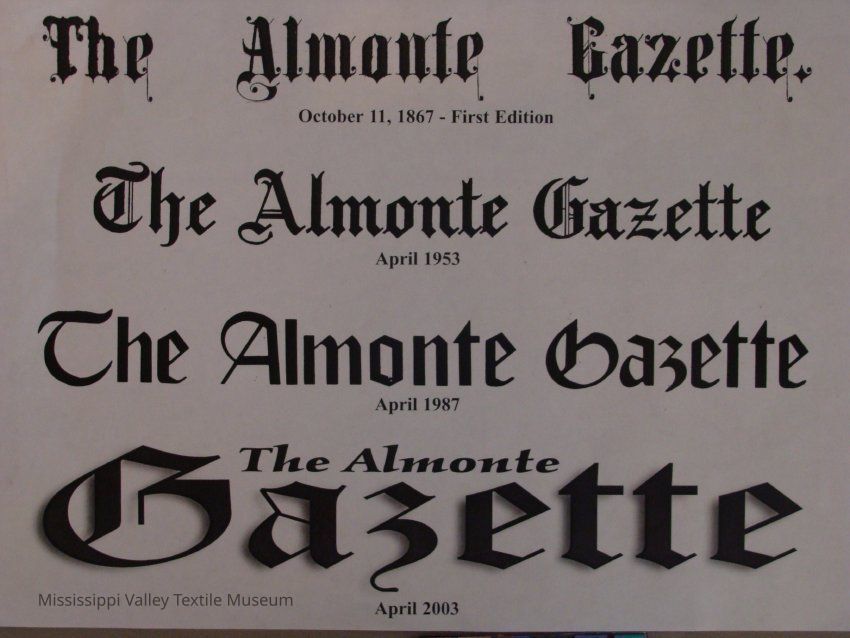 The Almonte Gazette.
October 11, 1867 - First Edition
The Almonte Gazette
April 1953
The Almonte Gazette
April 1987
The Almonte
Gazette
Mississippi Valley Textile Museum
April 2003